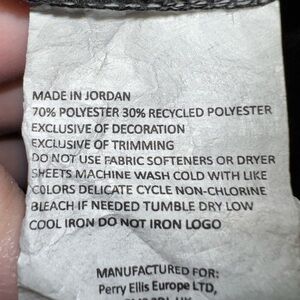 MADE IN JORDAN
70% POLYESTER 30% RECYCLED POLYESTER
EXCLUSIVE OF DECORATION
EXCLUSIVE OF TRIMMING
DO NOT USE FABRIC SOFTENERS OR DRYER
SHEETS MACHINE WASH COLD WITH LIKE
COLORS DELICATE CYCLE NON-CHLORINE
BLEACH IF NEEDED TUMBLE DRY LOW
COOL IRON DO NOT IRON LOGO
MANUFACTURED FOR:
Perry Ellis Europe LTD,